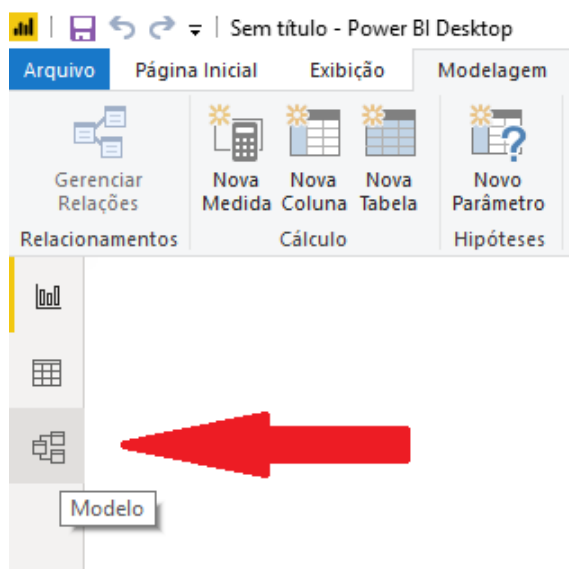 Sem título - Power BI Desktop
Arquivo Página Inicial Exibição Modelagem
Gerenciar Relações
Nova Medida
Nova Coluna
Nova Tabela
Novo Parâmetro
Relacionamentos Cálculo Hipóteses
Modelo